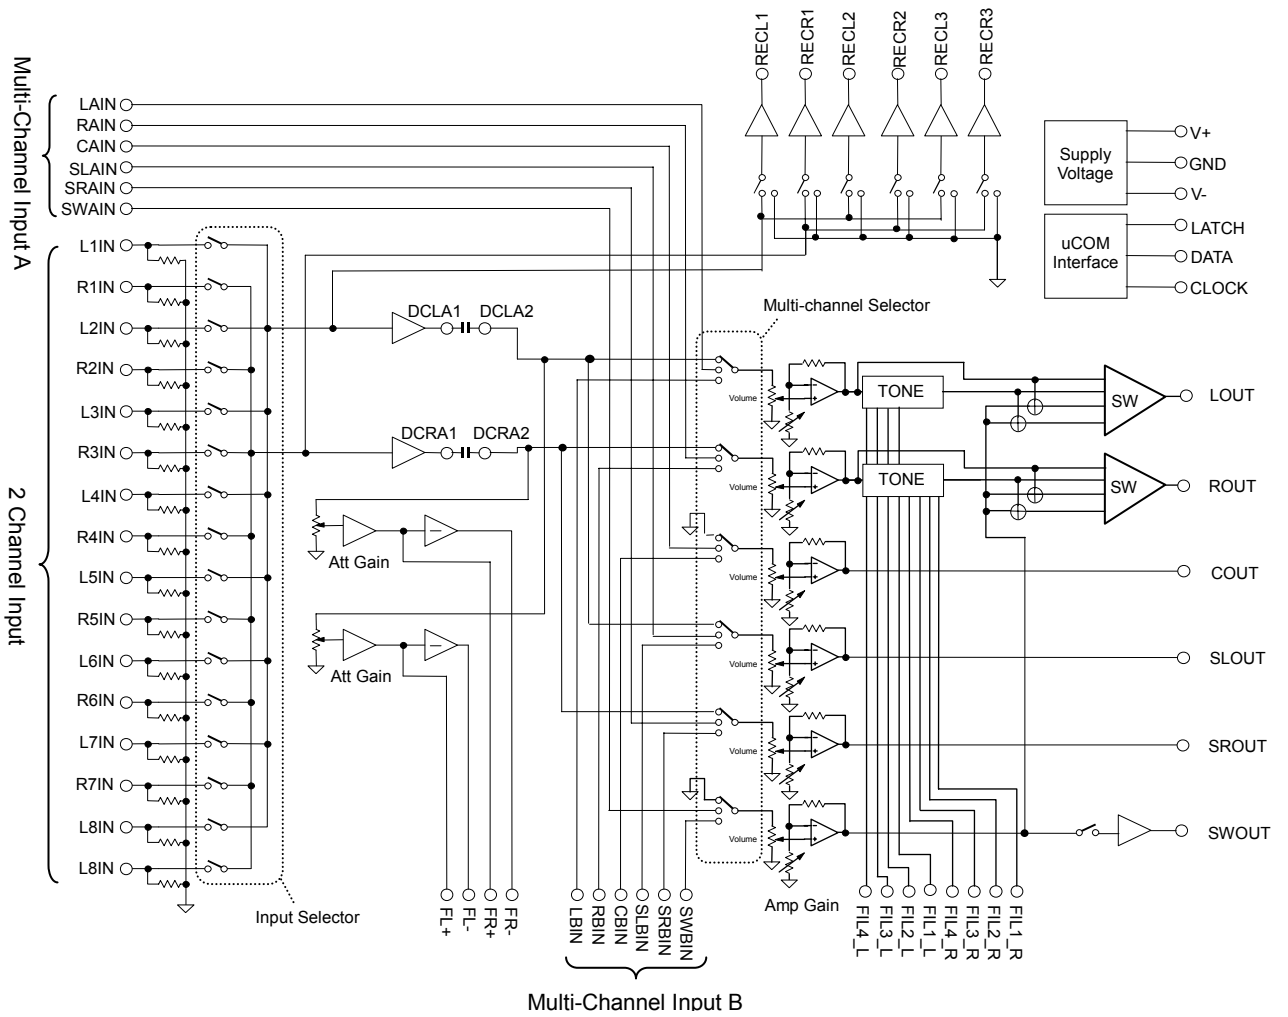 RECL1
RECR1
RECL2
RECR2
RECL3
RECR3
Multi-Channel Input A
LAIN
RAIN
CAIN
SLAIN
SRAIN
SWAIN
Supply
Voltage
V+
GND
V-
uCOM
Interface
LATCH
DATA
CLOCK
2 Channel Input
L1IN
R1IN
L2IN
R2IN
L3IN
R3IN
L4IN
R4IN
L5IN
R5IN
L6IN
R6IN
L7IN
R7IN
L8IN
L8IN
Input Selector
DCLA1 DCLA2
DCRA1 DCRA2
Att Gain
Att Gain
FL+
FL-
FR+
FR-
Multi-channel Selector
Volume
Volume
Volume
Volume
Volume
Volume
Amp Gain
TONE
TONE
SW
SW
LOUT
ROUT
COUT
SLOUT
SROUT
SWOUT
LBIN
RBIN
CBIN
SLBIN
SRBIN
SWBIN
Multi-Channel Input B
FIL4_L
FIL3_L
FIL2_L
FIL1_L
FIL4_R
FIL3_R
FIL2_R
FIL1_R